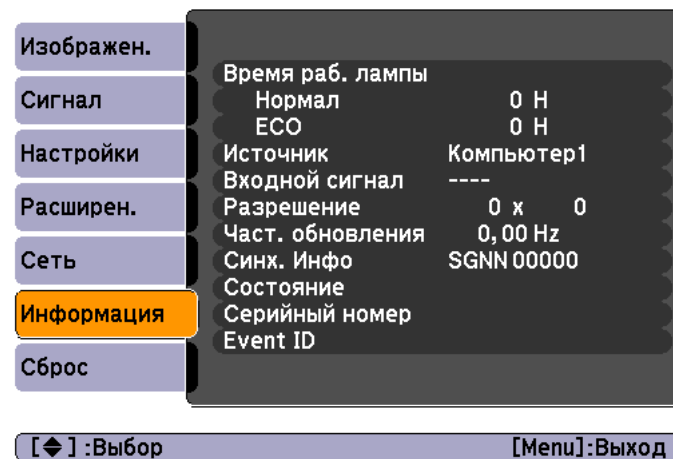 Изображен.
Сигнал
Настройки
Расширен.
Сеть
Информация
Сброс
Время раб. лампы
Нормал 0 H
ECO 0 H
Источник Компьютер1
Входной сигнал ----
Разрешение 0 x 0
Част. обновления 0,00 Hz
Синх. Инфо SGNN 00000
Состояние
Серийный номер
Event ID
[◆] :Выбор [Menu]:Выход